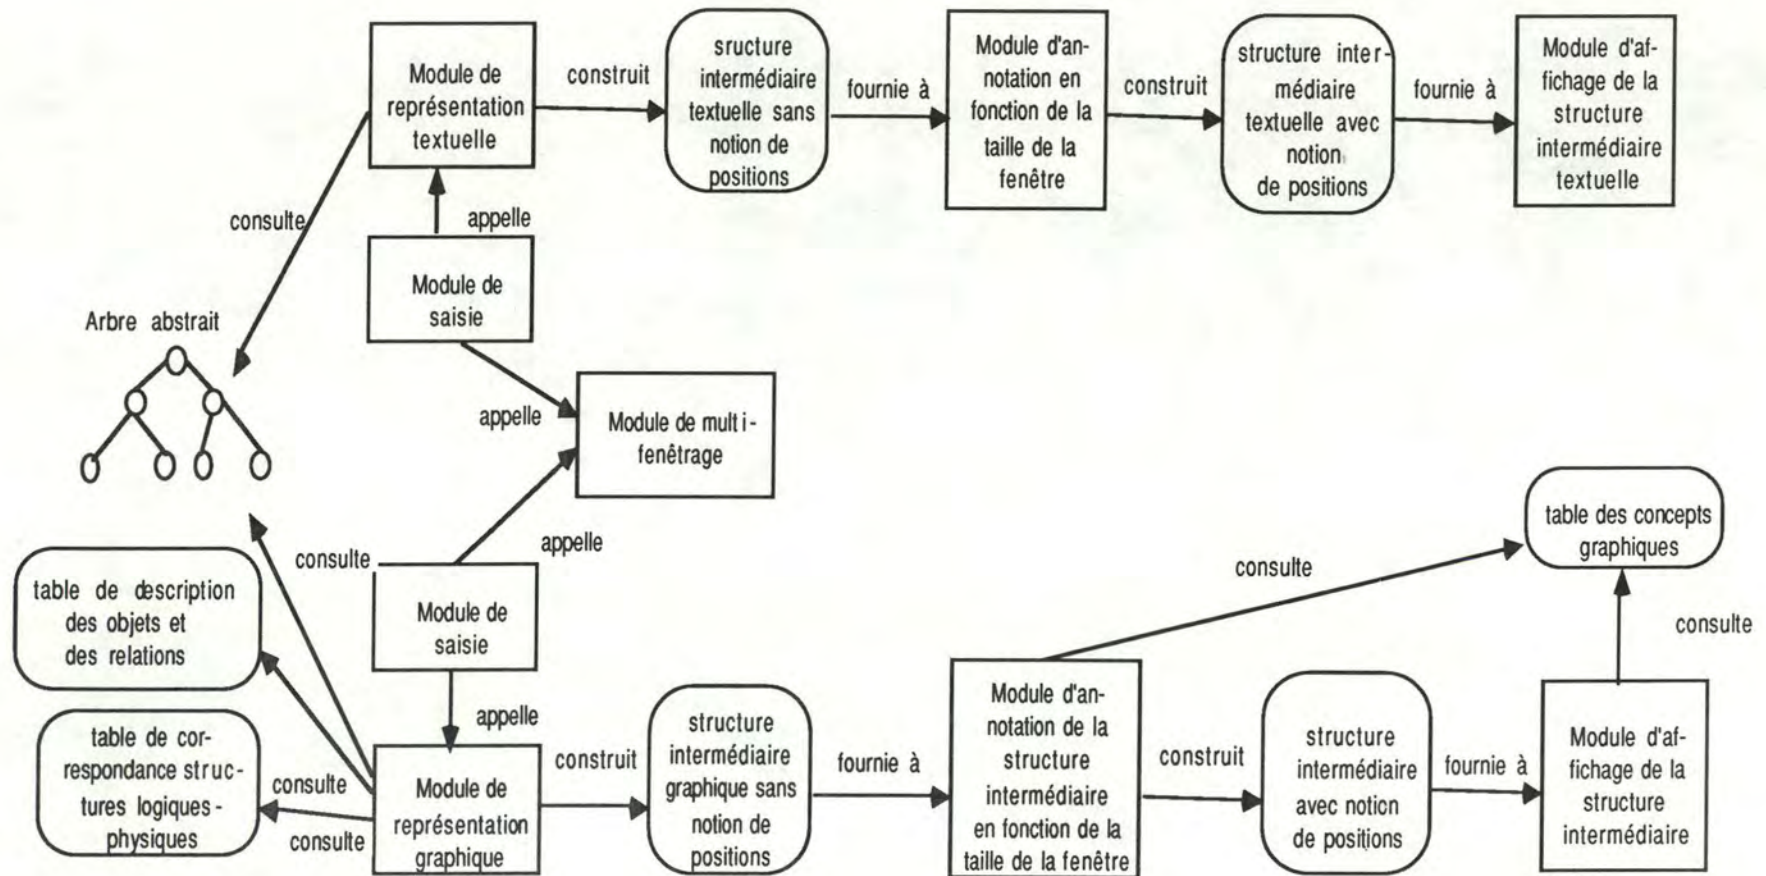 Module de
représentation
textuelle
construit
sructure
intermédiaire
textuelle sans
notion de
positions
fournie à
Module d'an-
notation en
fonction de la
taille de la
fenêtre
construit
structure inter-
médiaire
textuelle avec
notion
de positions
fournie à
Module d'af-
fichage de la
structure
intermédiaire
textuelle
consulte
appelle
Module de
saisie
Arbre abstrait
appelle
Module de multi-
fenêtrage
appelle
consulte
Module de
saisie
appelle
table de description
des objets et
des relations
table de cor-
respondance struc-
tures logiques-
physiques
consulte
consulte
Module de
représentation
graphique
construit
structure
intermédiaire
graphique sans
notion de
positions
fournie à
Module d'an-
notation de la
structure
intermédiaire
en fonction de la
taille de la fenêtre
consulte
table des concepts
graphiques
consulte
construit
structure
intermédiaire
avec notion
de positions
fournie à
Module d'af-
fichage de la
structure
intermédiaire